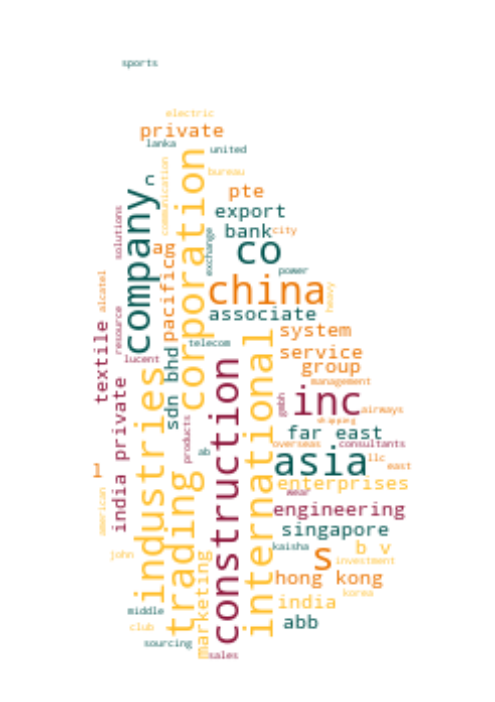 sports
electric
private
lanka
united
bureau
communication
corporation
c
company
pte
export
solutions
bank
city
exchange
co
am
pacific
power
china
heavy
alcatel
associate
system
resource
textile
telecom
service
lucent
group
sdn bhd
management
industries
construction
international
gmbh
inc
airways
shipping
india private
products
far east
overseas
consultants
ab
asia
llc
east
l
trading
enterprises
wear
american
engineering
singapore
kaisha
s
b v
john
investment
marketing
hong kong
korea
india
middle
abb
club
sourcing
sales